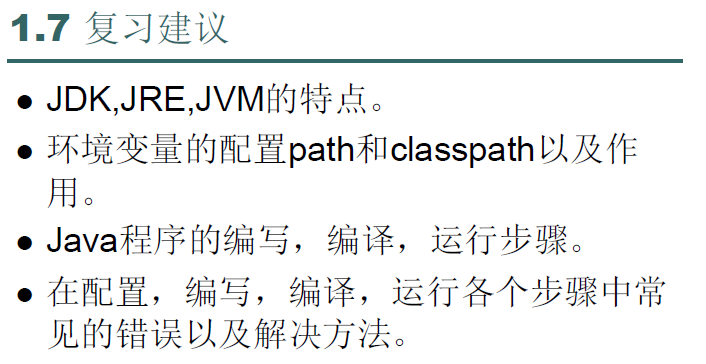 1.7 复习建议
● JDK,JRE,JVM的特点。
● 环境变量的配置path和classpath以及作
用。
● Java程序的编写，编译，运行步骤。
● 在配置，编写，编译，运行各个步骤中常
见的错误以及解决方法。